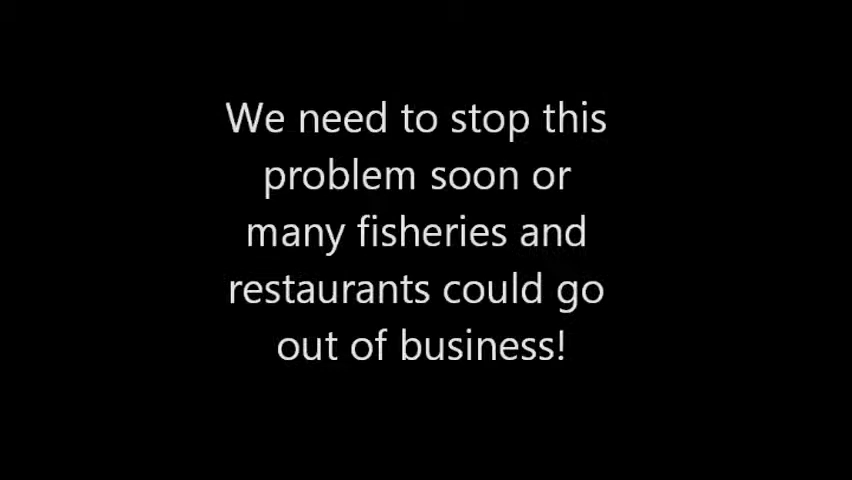 We need to stop this
problem soon or
many fisheries and
restaurants could go
out of business!